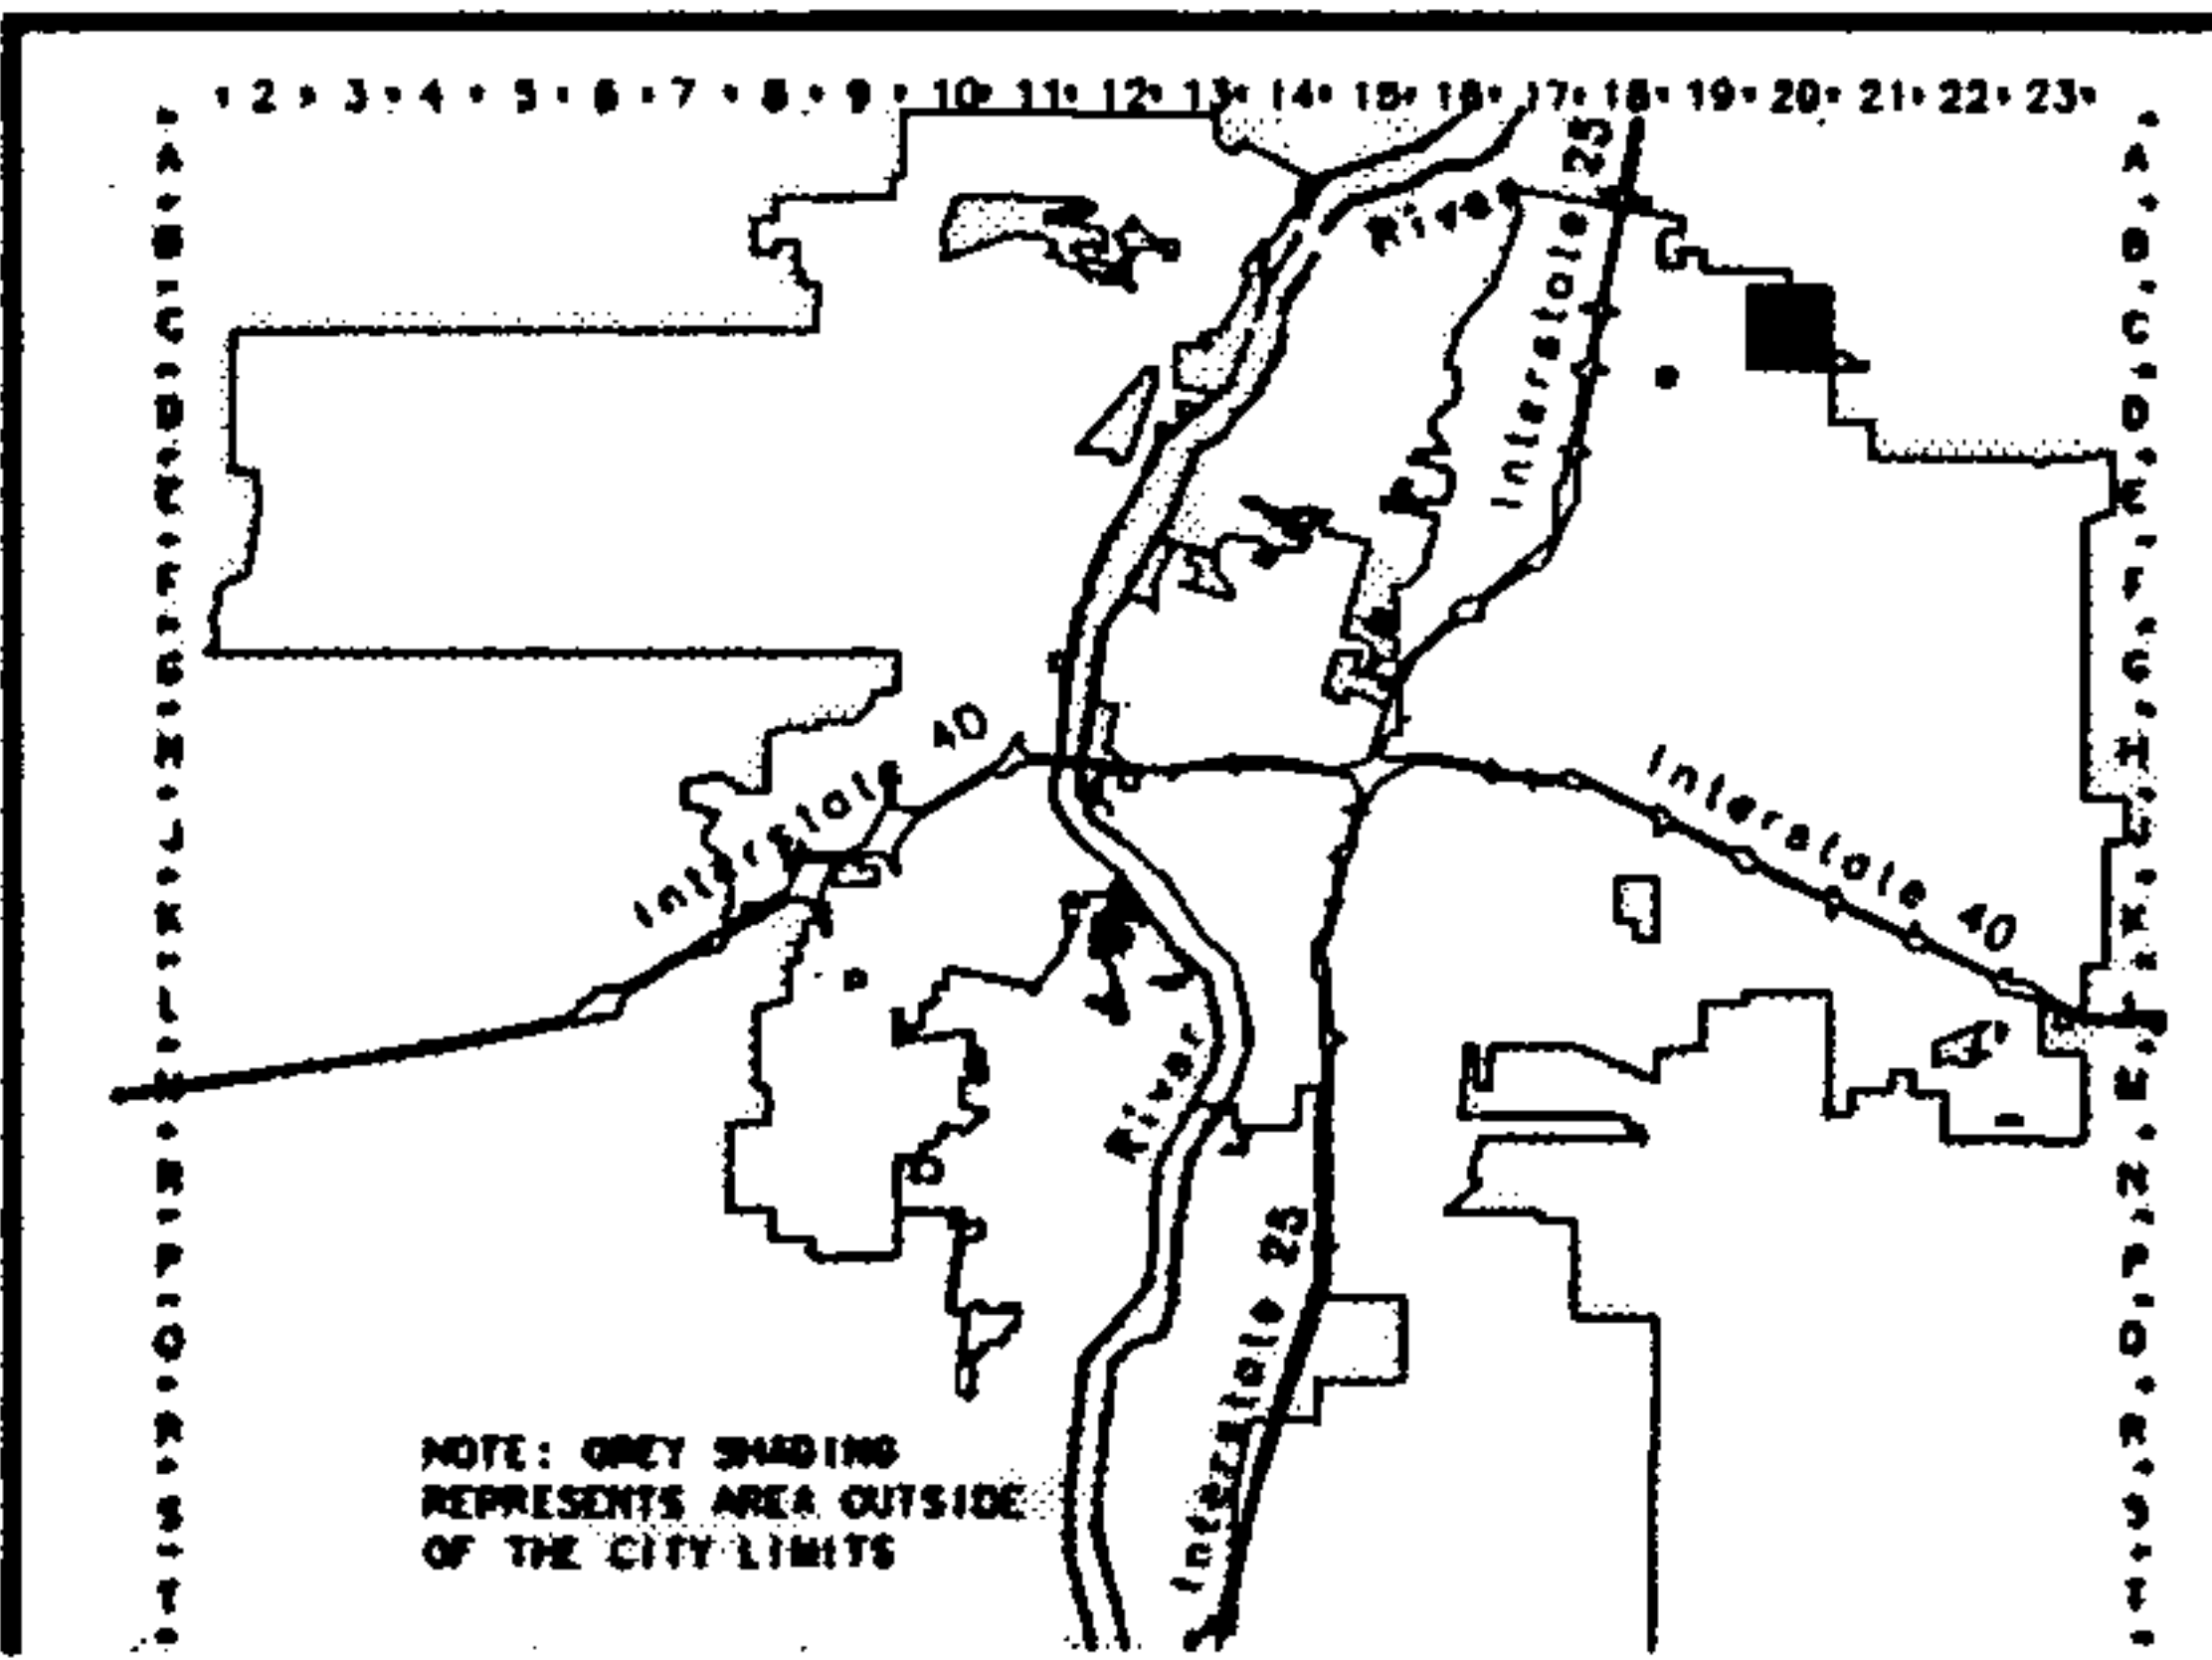 2 3 4 5 6 7 8 9 10 11 12 13 14 15 16 17 18 19 20 21 22 23
A
B
C
D
E
F
G
H
J
K
L
M
N
P
Q
R
S
T
A
B
C
D
E
F
G
H
J
K
L
M
N
P
Q
R
S
T
River
Interstate 25
Interstate 40
Interstate 40
River
Interstate 25
NOTE: GREY SHADING
REPRESENTS AREA OUTSIDE
OF THE CITY LIMITS